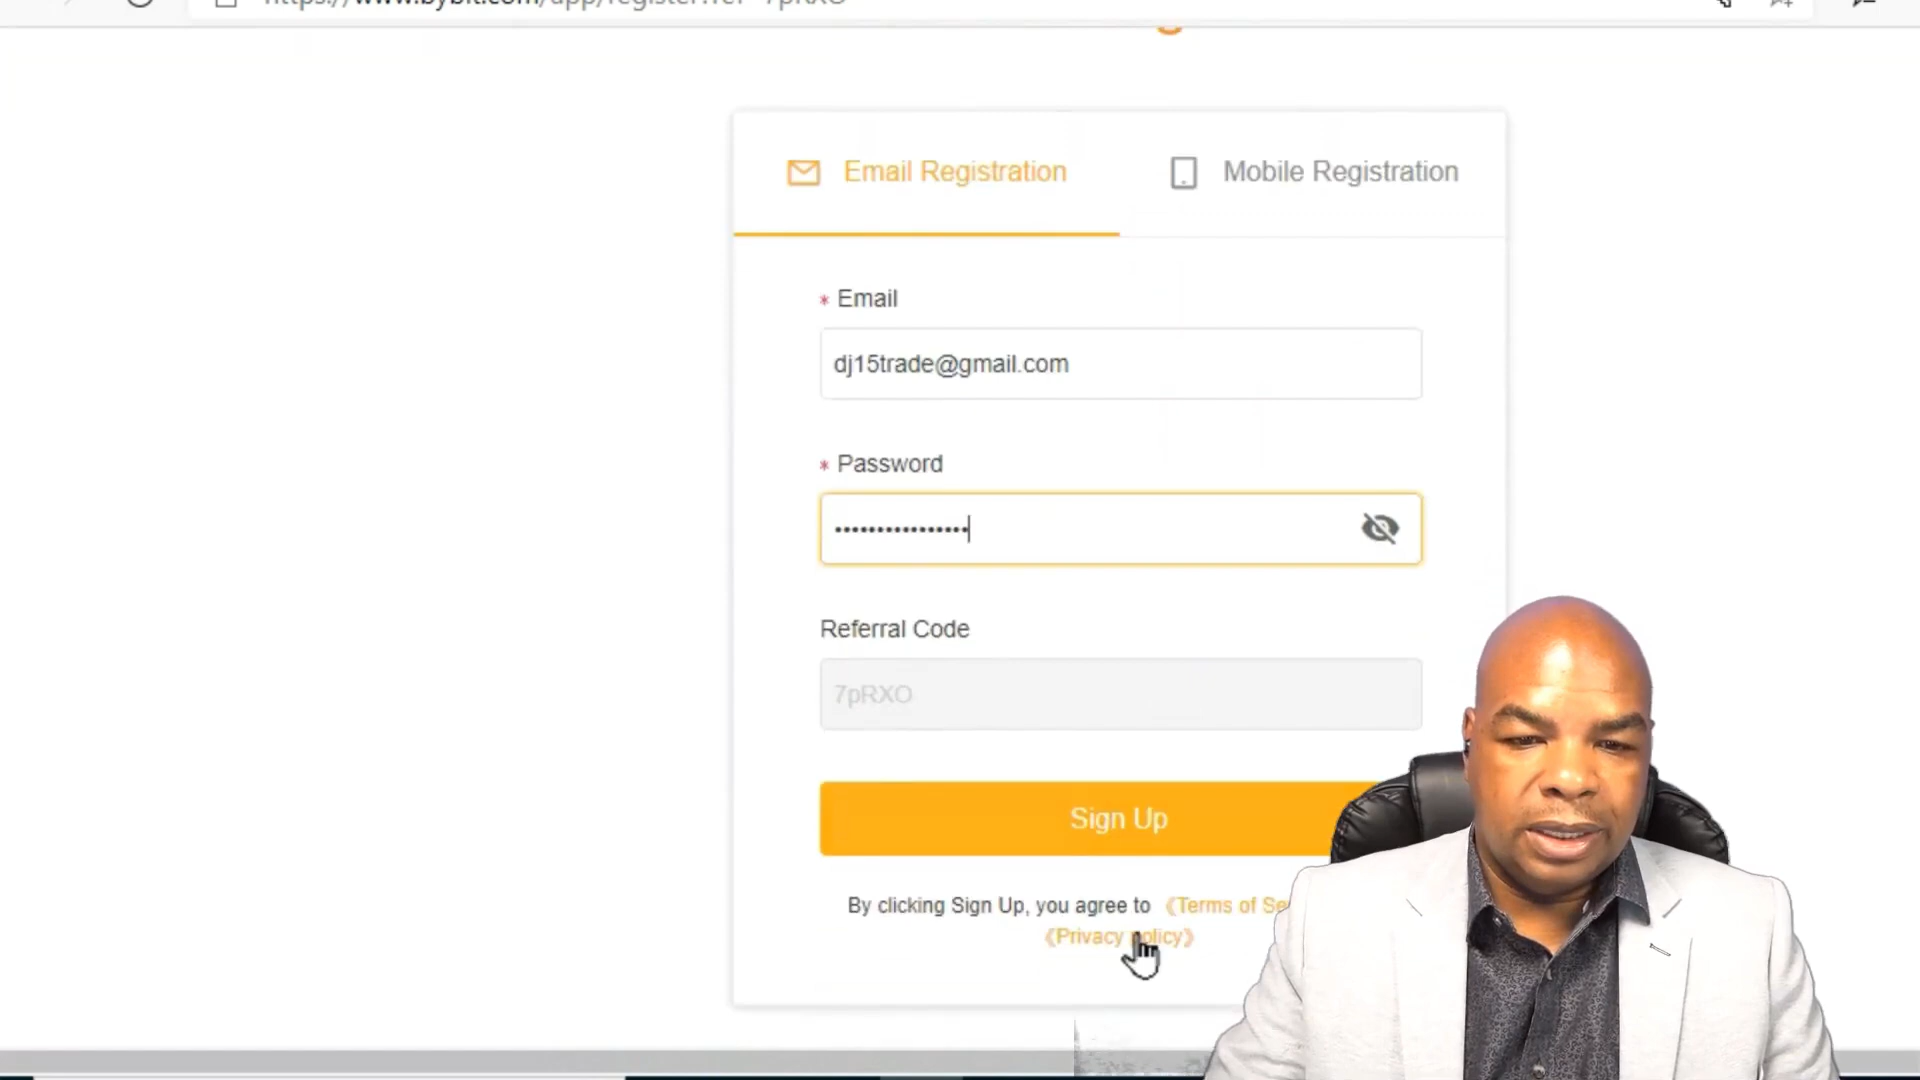 Email Registration
Mobile Registration
* Email
dj15trade@gmail.com
* Password
Referral Code
7pRXO
Sign Up
By clicking Sign Up, you agree to 《Terms of
《Privacy policy》